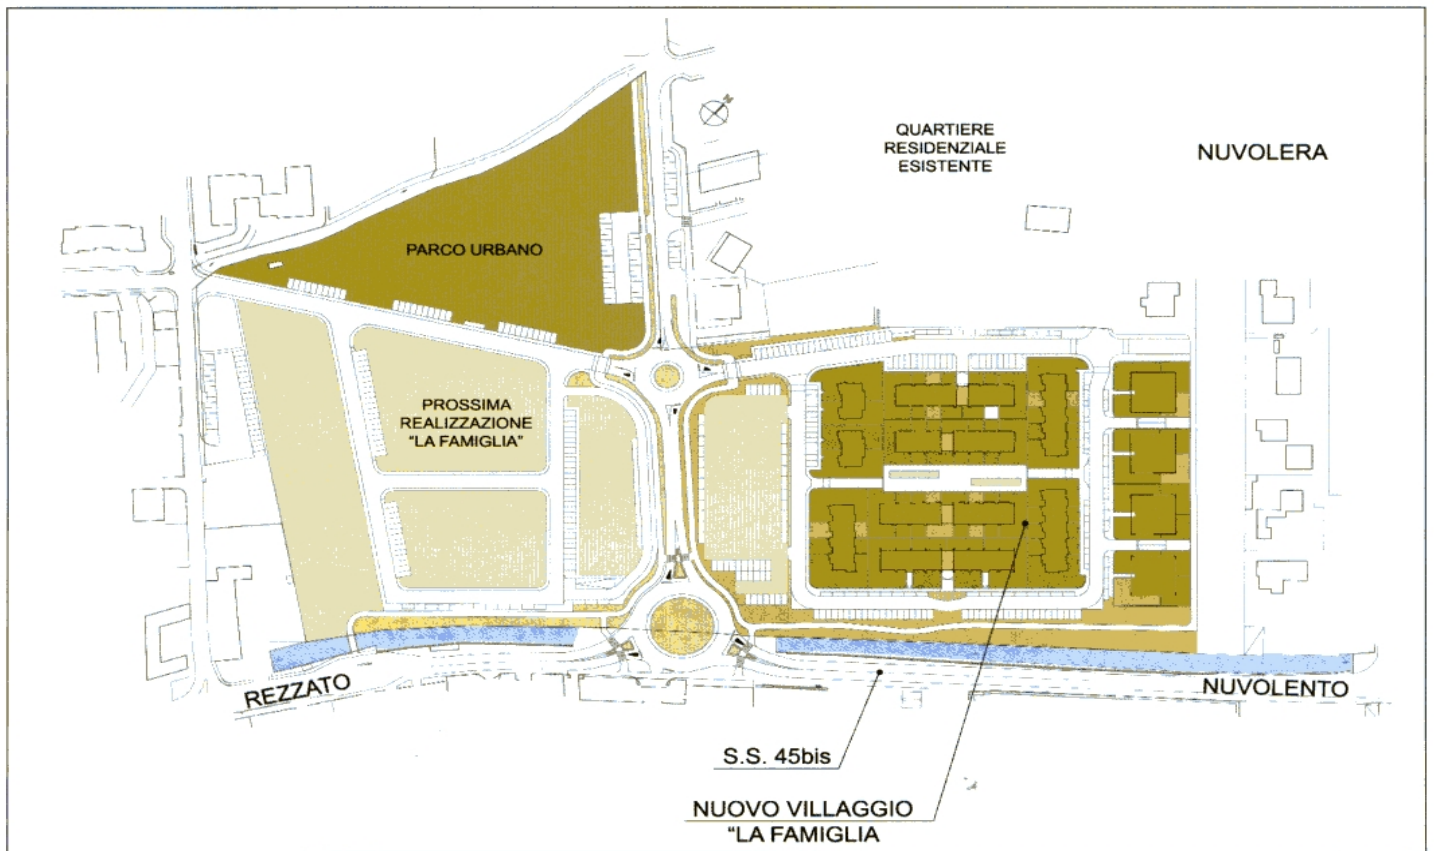 QUARTIERE
RESIDENZIALE
ESISTENTE
NUVOLERA
PARCO URBANO
PROSSIMA
REALIZZAZIONE
"LA FAMIGLIA"
REZZATO
NUVOLENTO
S.S. 45bis
NUOVO VILLAGGIO
"LA FAMIGLIA